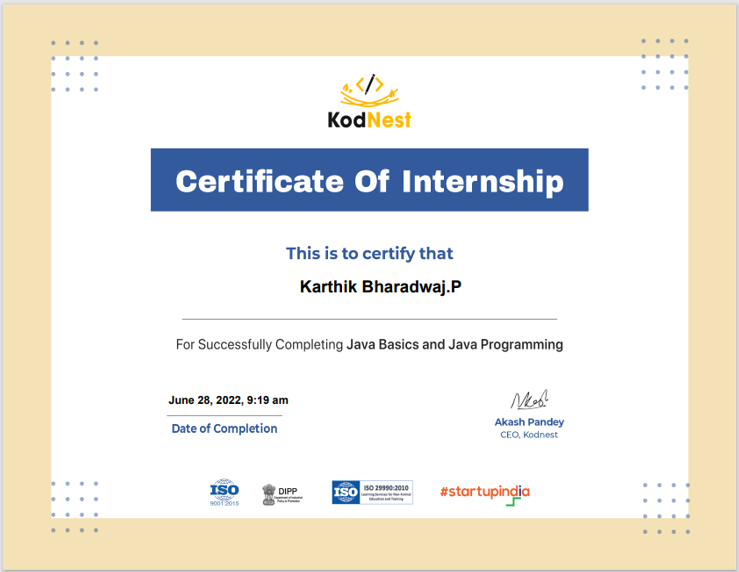 </>
KodNest
Certificate Of Internship
This is to certify that
Karthik Bharadwaj.P
For Successfully Completing Java Basics and Java Programming
June 28, 2022, 9:19 am
Date of Completion
Akash Pandey
CEO, Kodnest
ISO
9001:2015
DIPP
Department of Industrial
Policy & Promotion
ISO
ISO 29990:2010
Learning Services for Non-formal
Education and Training
#startupindia